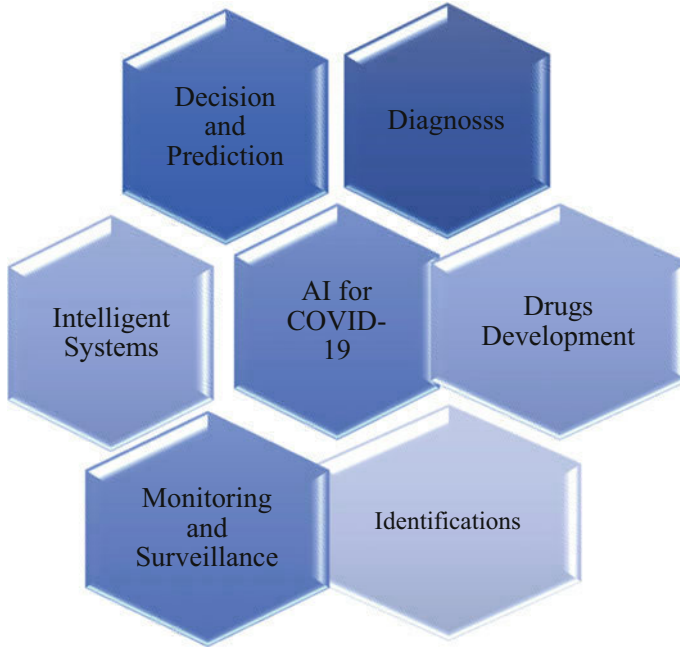 Decision
and
Prediction
Diagnosss
Intelligent
Systems
AI for
COVID-
19
Drugs
Development
Monitoring
and
Surveillance
Identifications